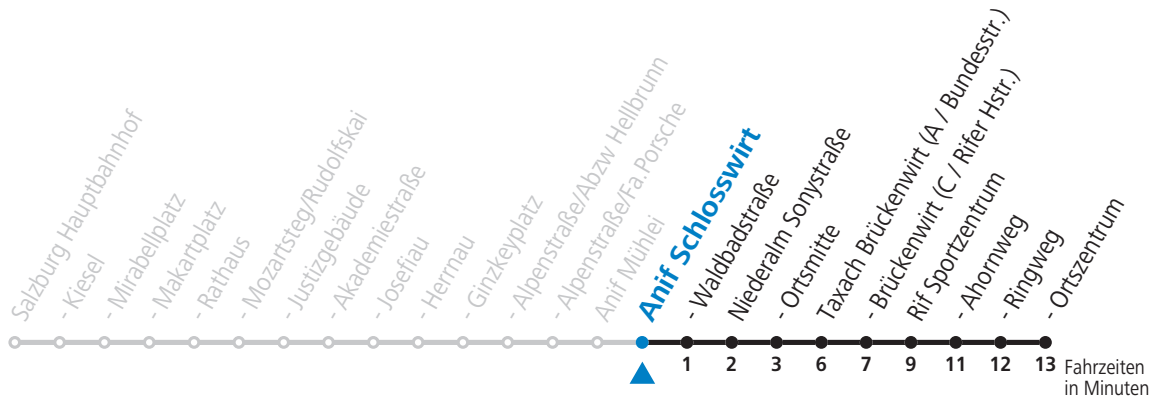 Salzburg Hauptbahnhof
- Kiesel
- Mirabellplatz
- Makartplatz
- Rathaus
- Mozartsteg/Rudolfskai
- Justizgebäude
- Akademiestraße
- Josefiau
- Herrnau
- Ginzkeyplatz
- Alpenstraße/Abzw Hellbrunn
- Alpenstraße/Fa.Porsche
Anif Mühlei
Anif Schlosswirt
- Waldbadstraße
Niederalm Sonystraße
- Ortsmitte
Taxach Brückenwirt (A / Bundesstr.)
- Brückenwirt (C / Rifer Hstr.)
Rif Sportzentrum
- Ahornweg
- Ringweg
- Ortszentrum
1 2 3 6 7 9 11 12 13 Fahrzeiten
in Minuten